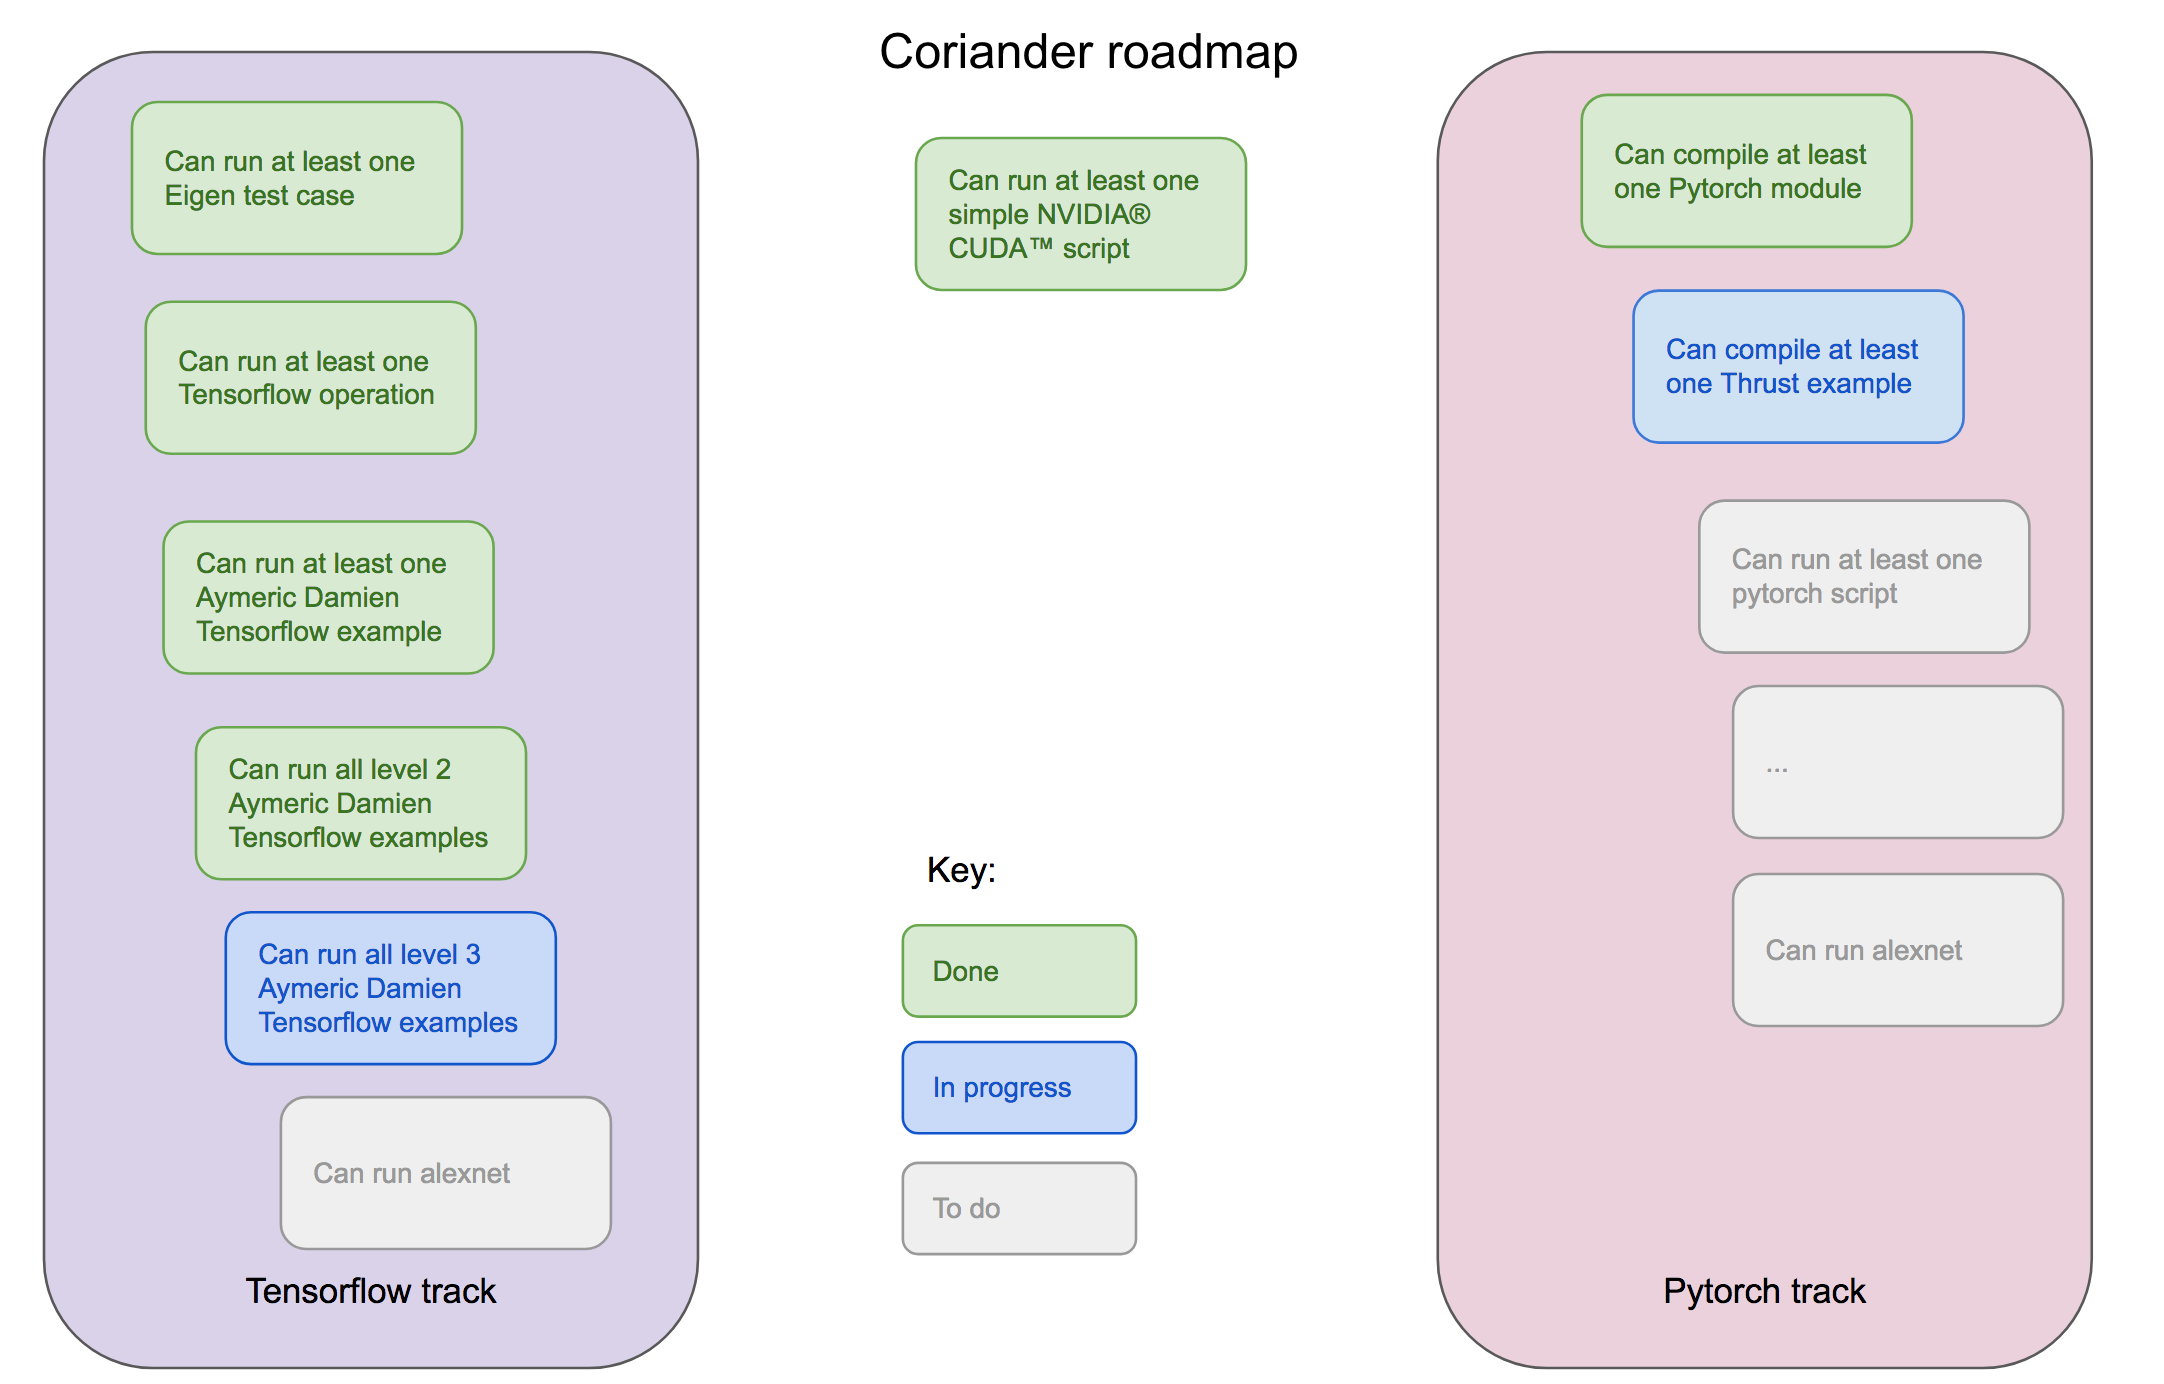 Coriander roadmap
Can run at least one
Eigen test case
Can run at least one
Tensorflow operation
Can run at least one
Aymeric Damien
Tensorflow example
Can run all level 2
Aymeric Damien
Tensorflow examples
Can run all level 3
Aymeric Damien
Tensorflow examples
Can run alexnet
Tensorflow track
Can run at least one
simple NVIDIA®
CUDA™ script
Key:
Done
In progress
To do
Can compile at least
one Pytorch module
Can compile at least
one Thrust example
Can run at least one
pytorch script
...
Can run alexnet
Pytorch track